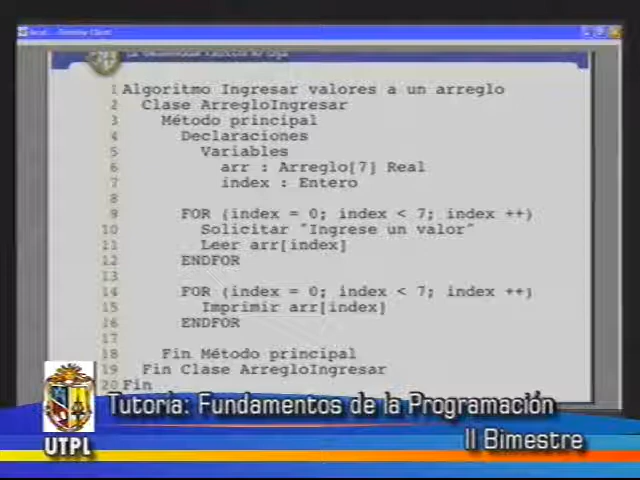 1 Algoritmo Ingresar valores a un arreglo
2 Clase ArregloIngresar
3 Método principal
4 Declaraciones
5 Variables
6 arr : Arreglo[7] Real
7 index : Entero
8
9 FOR (index = 0; index < 7; index ++)
10 Solicitar "Ingrese un valor"
11 Leer arr[index]
12 ENDFOR
13
14 FOR (index = 0; index < 7; index ++)
15 Imprimir arr[index]
16 ENDFOR
17
18 Fin Método principal
19 Fin Clase ArregloIngresar
20 Fin
Tutoría: Fundamentos de la Programación
II Bimestre
UTPL